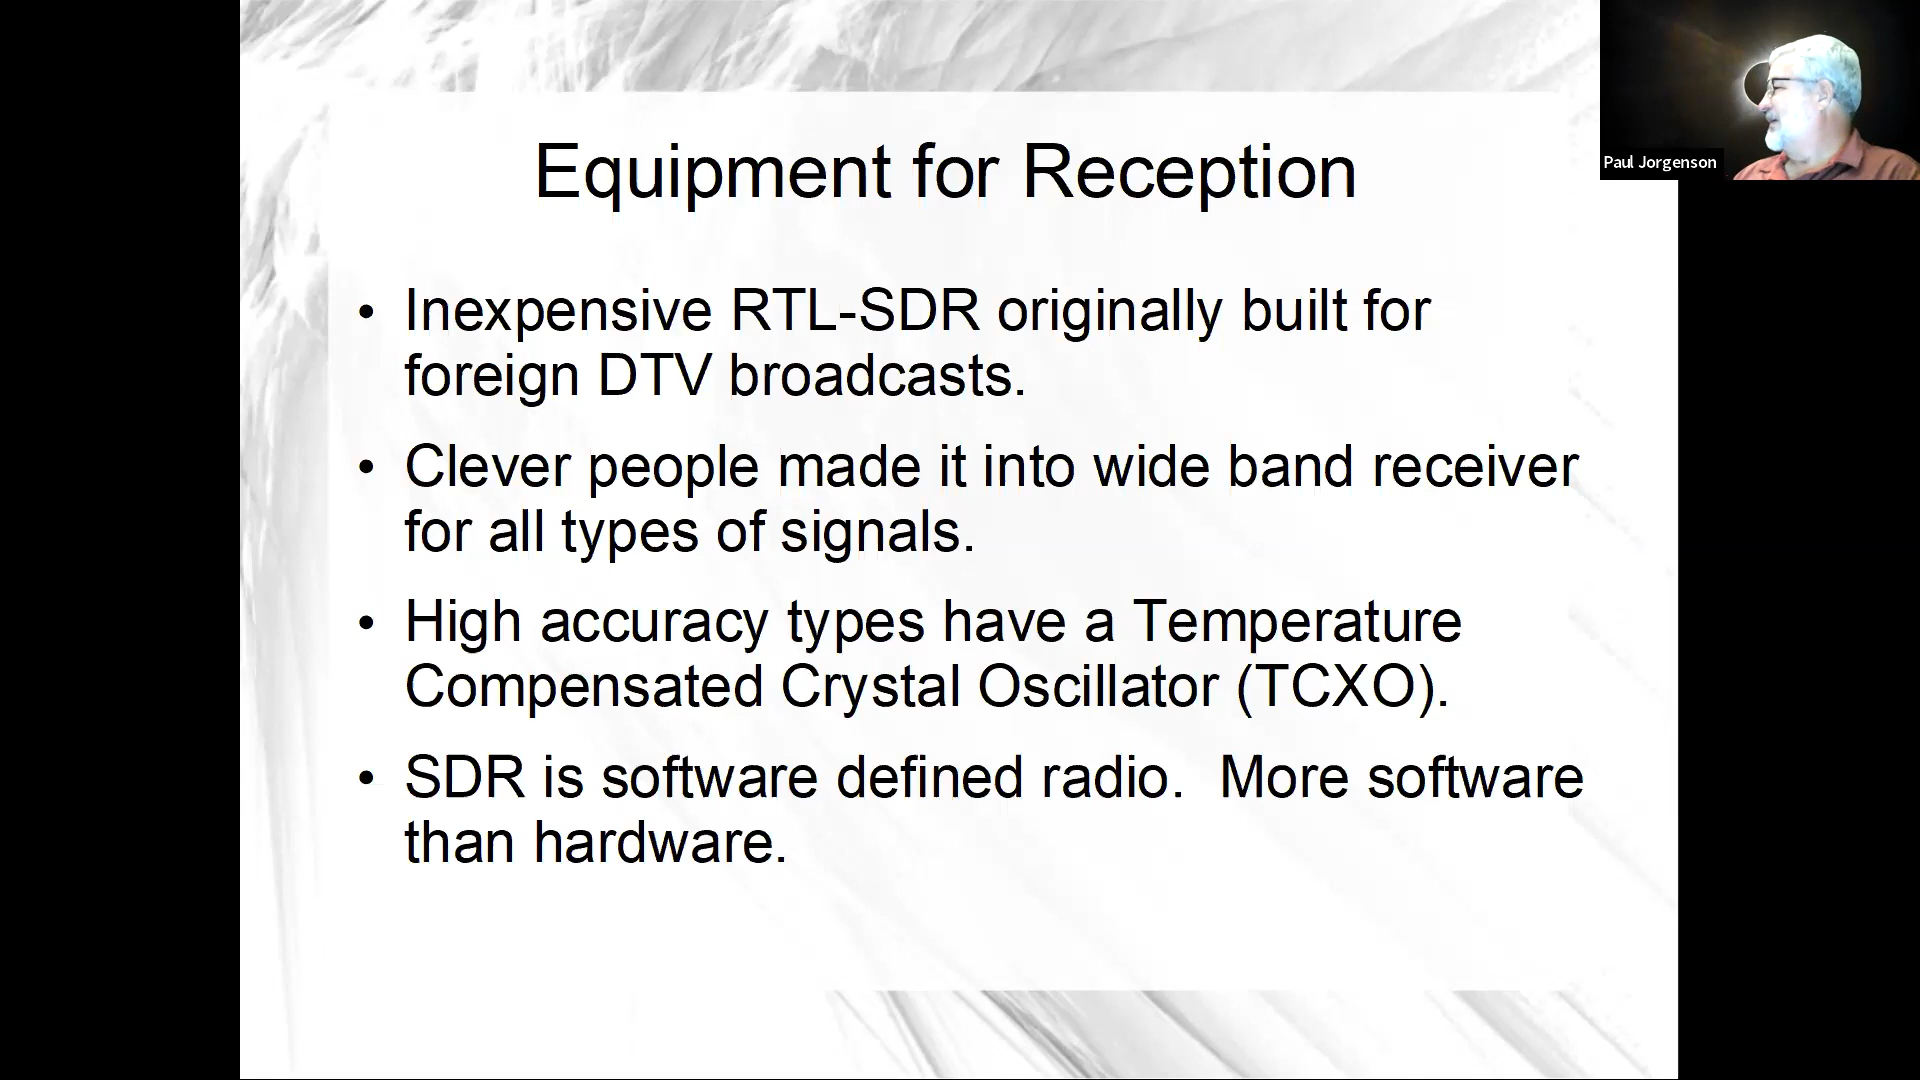 Equipment for Reception
• Inexpensive RTL-SDR originally built for
foreign DTV broadcasts.
• Clever people made it into wide band receiver
for all types of signals.
• High accuracy types have a Temperature
Compensated Crystal Oscillator (TCXO).
• SDR is software defined radio.  More software
than hardware.
Paul Jorgenson